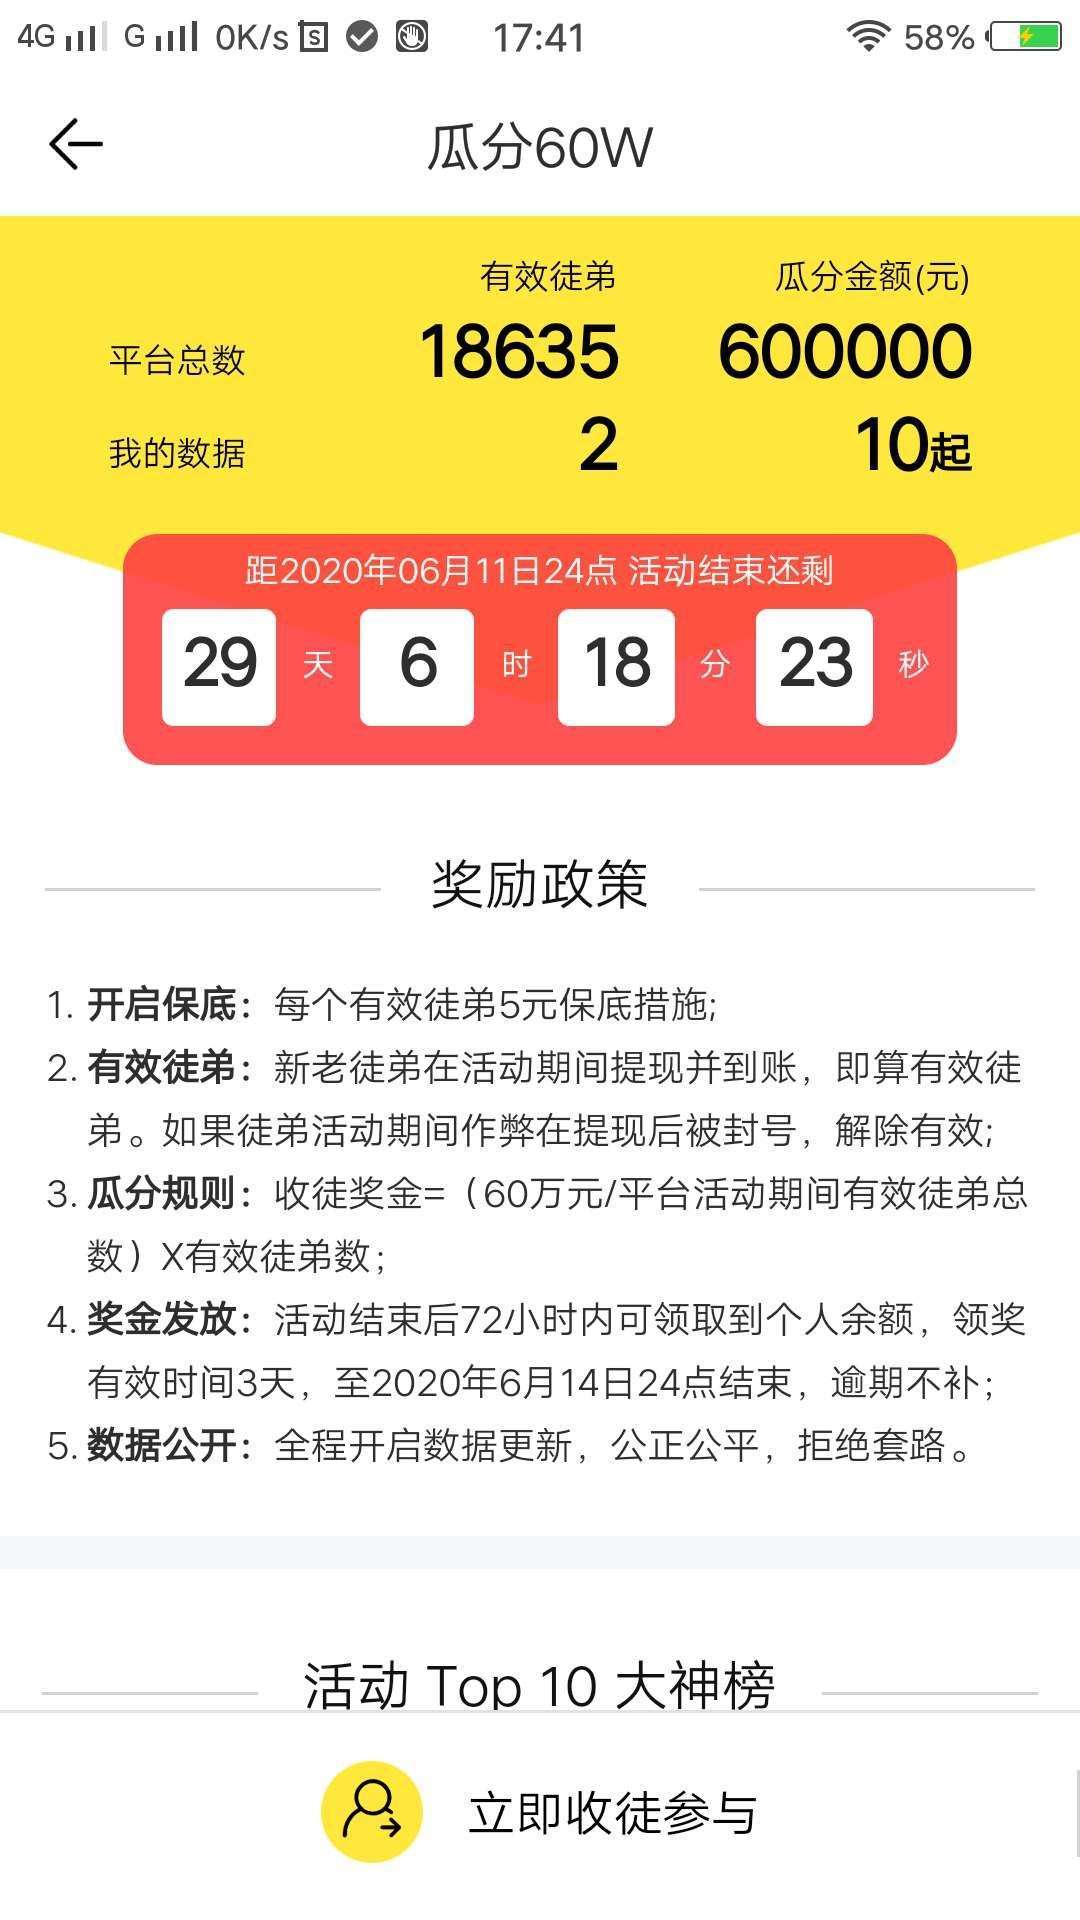 4G G 0K/s S 17:41 58%
瓜分60W
有效徒弟 瓜分金额(元)
平台总数 18635 600000
我的数据 2 10起
距2020年06月11日24点 活动结束还剩
29 天 6 时 18 分 23 秒
奖励政策
1. 开启保底：每个有效徒弟5元保底措施;
2. 有效徒弟：新老徒弟在活动期间提现并到账，即算有效徒
弟。如果徒弟活动期间作弊在提现后被封号，解除有效;
3. 瓜分规则：收徒奖金=（60万元/平台活动期间有效徒弟总
数）X有效徒弟数；
4. 奖金发放：活动结束后72小时内可领取到个人余额，领奖
有效时间3天，至2020年6月14日24点结束，逾期不补；
5. 数据公开：全程开启数据更新，公正公平，拒绝套路。
活动 Top 10 大神榜
立即收徒参与